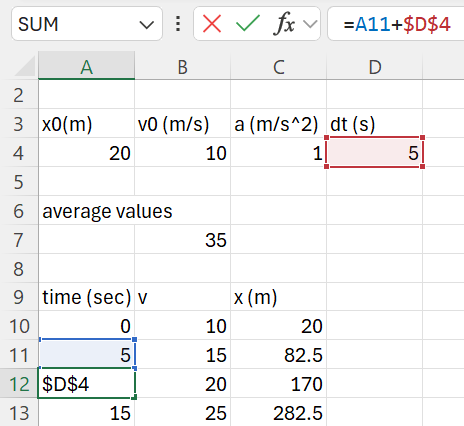 SUM fx =A11+$D$4
A B C D
2
3 x0(m) v0 (m/s) a (m/s^2) dt (s)
4 20 10 1 5
5
6 average values
7 35
8
9 time (sec) v x (m)
10 0 10 20
11 5 15 82.5
12 $D$4 20 170
13 15 25 282.5